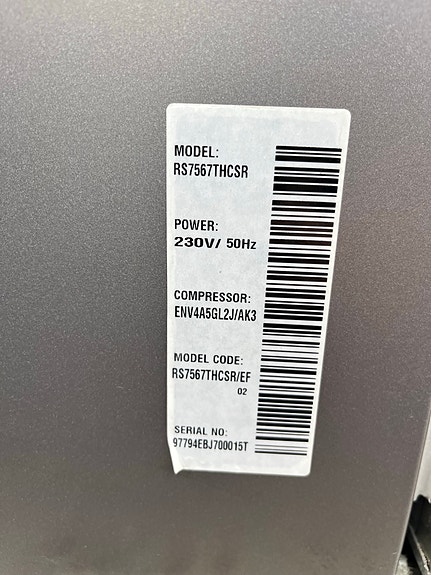 MODEL:
RS7567THCSR
POWER:
230V/ 50Hz
COMPRESSOR:
ENV4A5GL2J/AK3
MODEL CODE:
RS7567THCSR/EF
02
SERIAL NO:
97794EBJ700015T